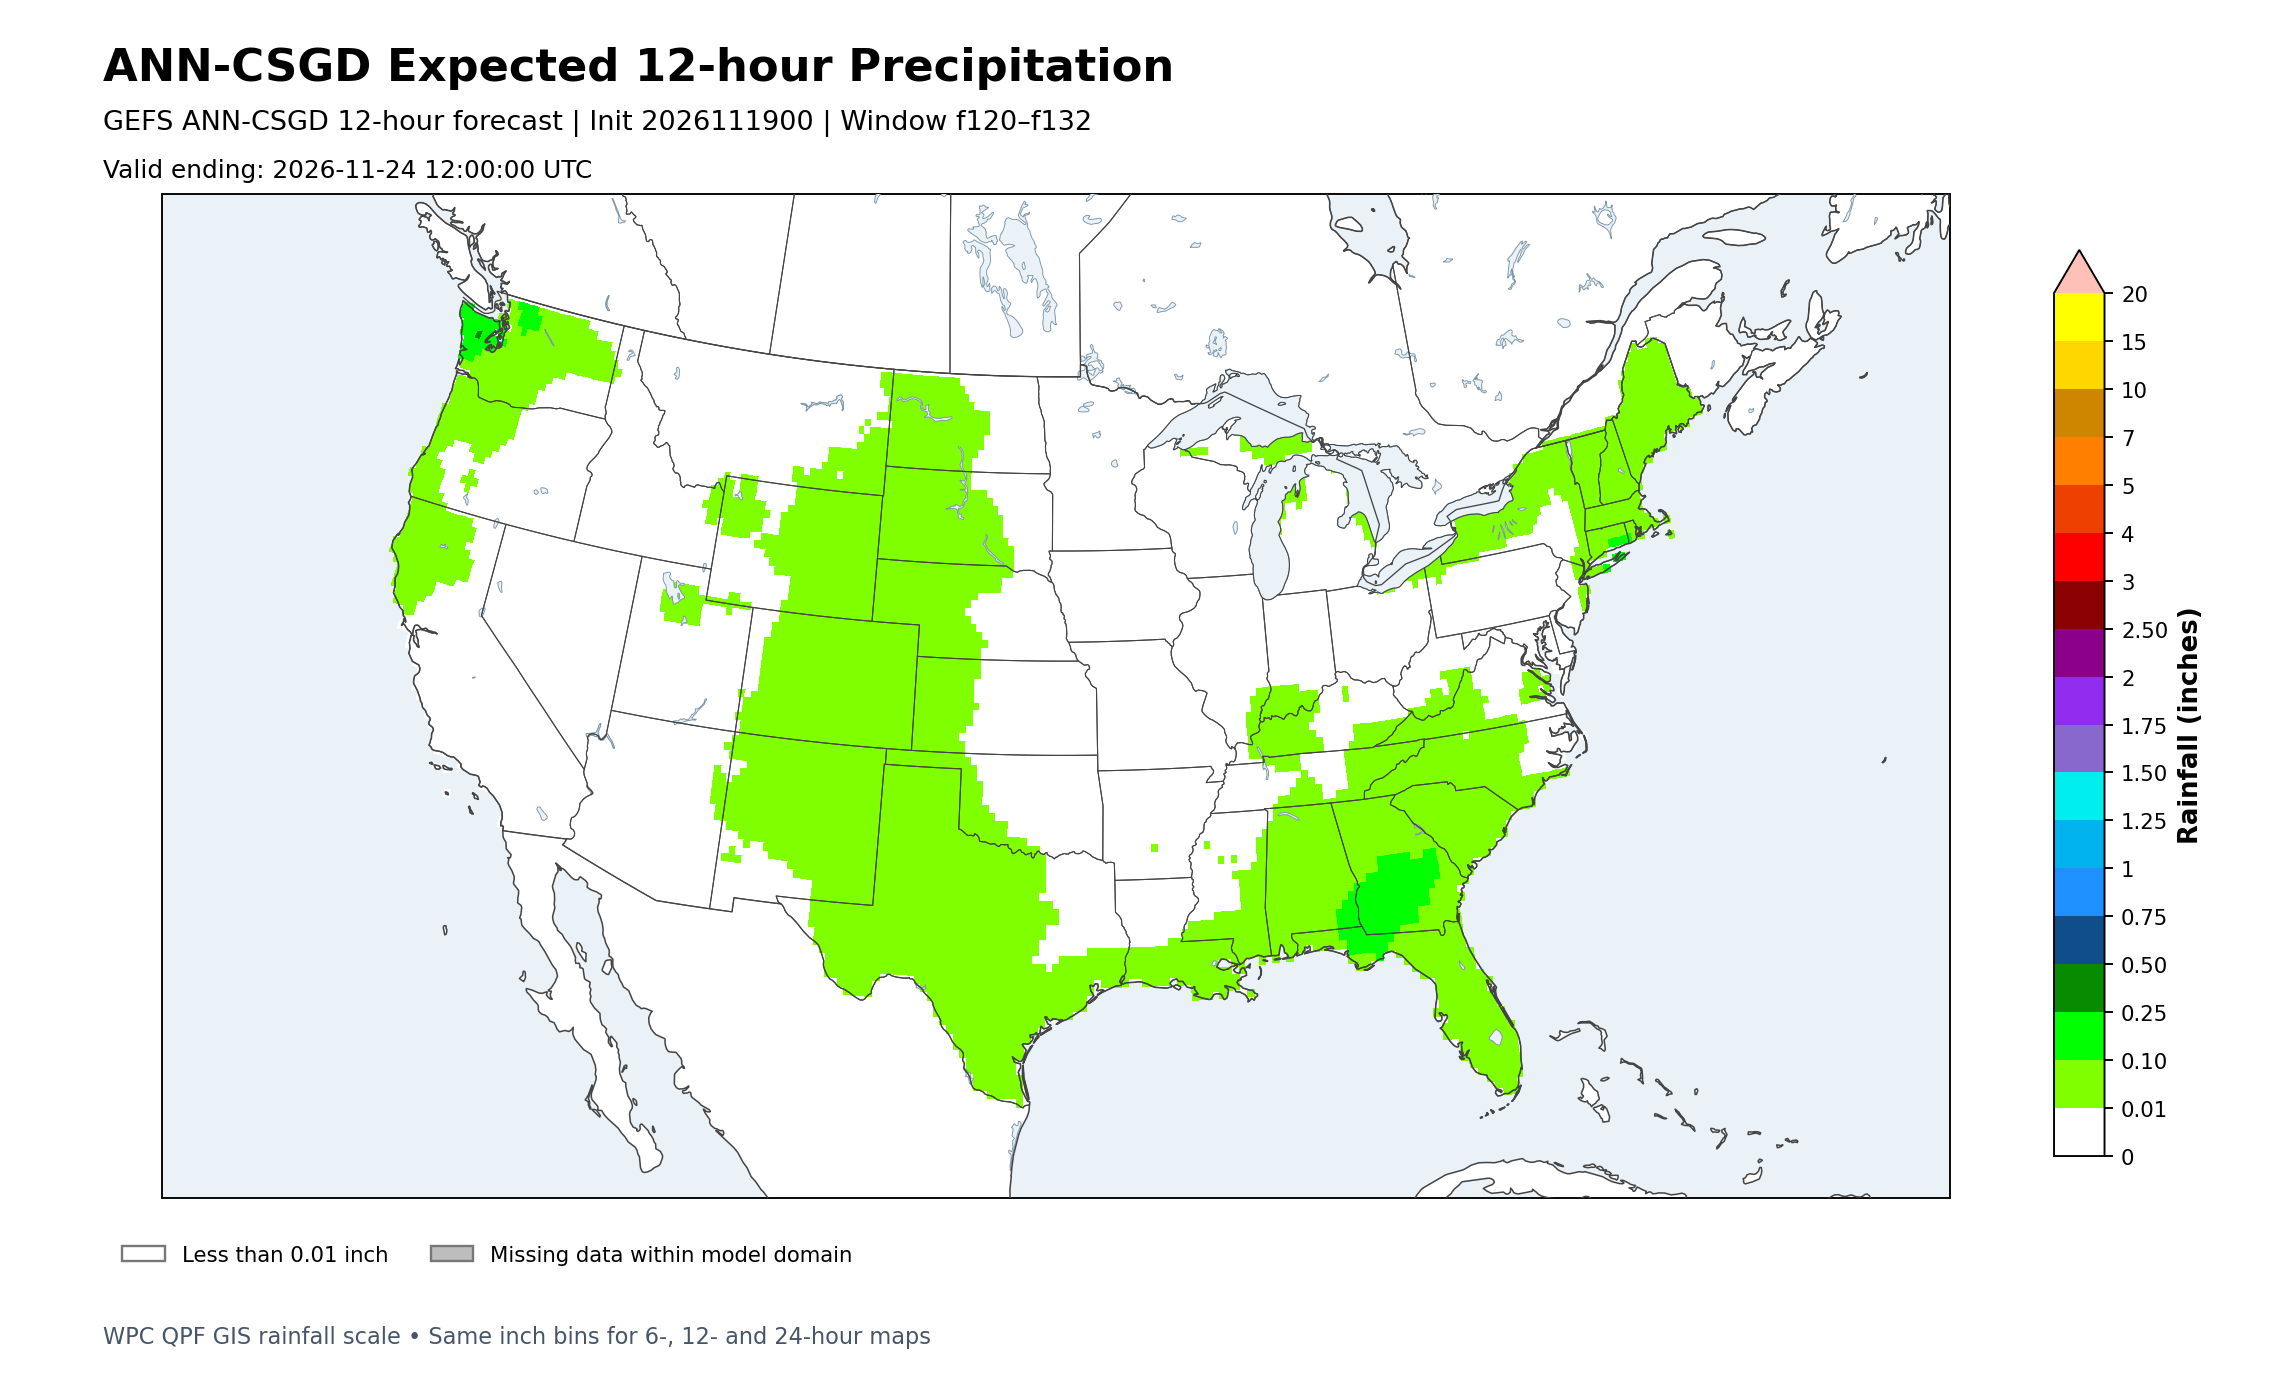 ANN-CSGD Expected 12-hour Precipitation
GEFS ANN-CSGD 12-hour forecast | Init 2026111900 | Window f120–f132
Valid ending: 2026-11-24 12:00:00 UTC
20
15
10
7
5
4
3
2.50
2
1.75
1.50
1.25
1
0.75
0.50
0.25
0.10
0.01
0
Rainfall (inches)
Less than 0.01 inch
Missing data within model domain
WPC QPF GIS rainfall scale • Same inch bins for 6-, 12- and 24-hour maps